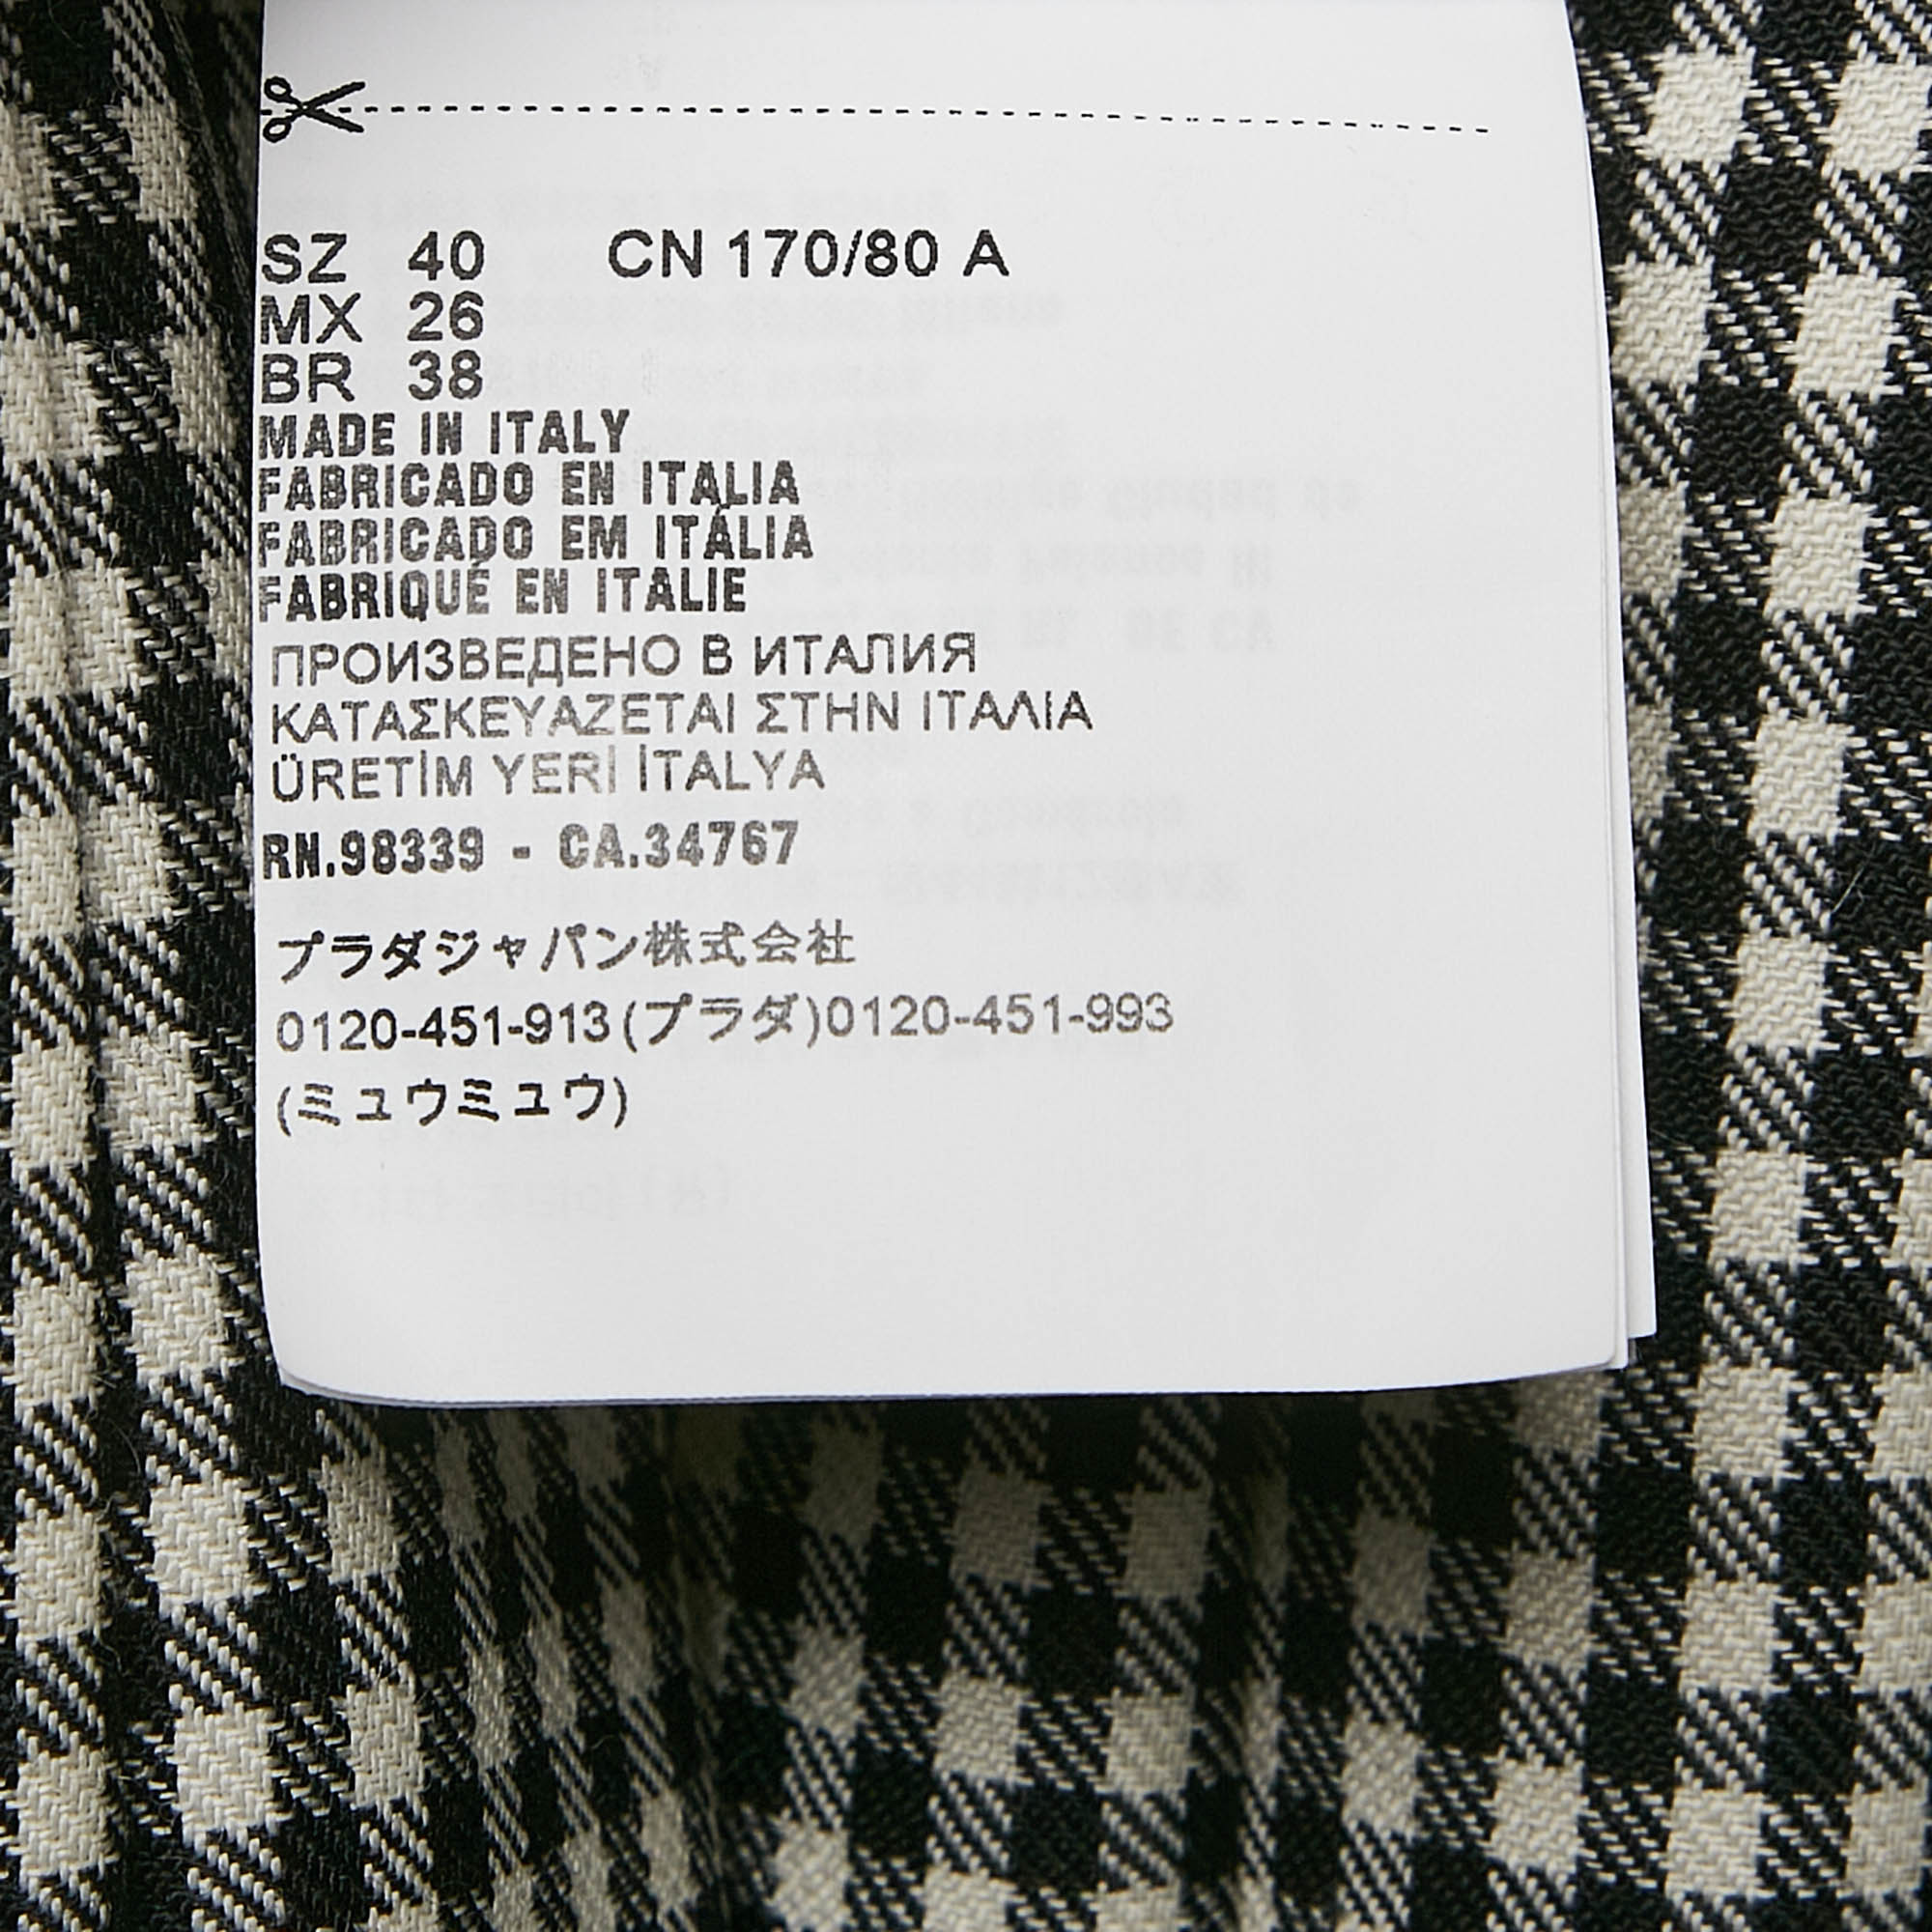 SZ 40 CN 170/80 A
MX 26
BR 38
MADE IN ITALY
FABRICADO EN ITALIA
FABRICADO EM ITÁLIA
FABRIQUÉ EN ITALIE
ПРОИЗВЕДЕНО В ИТАЛИЯ
ΚΑΤΑΣΚΕΥΑΖΕΤΑΙ ΣΤΗΝ ΙΤΑΛΙΑ
ÜRETİM YERİ İTALYA
RN.98339 - CA.34767
プラダジャパン株式会社
0120-451-913(プラダ)0120-451-993
(ミュウミュウ)